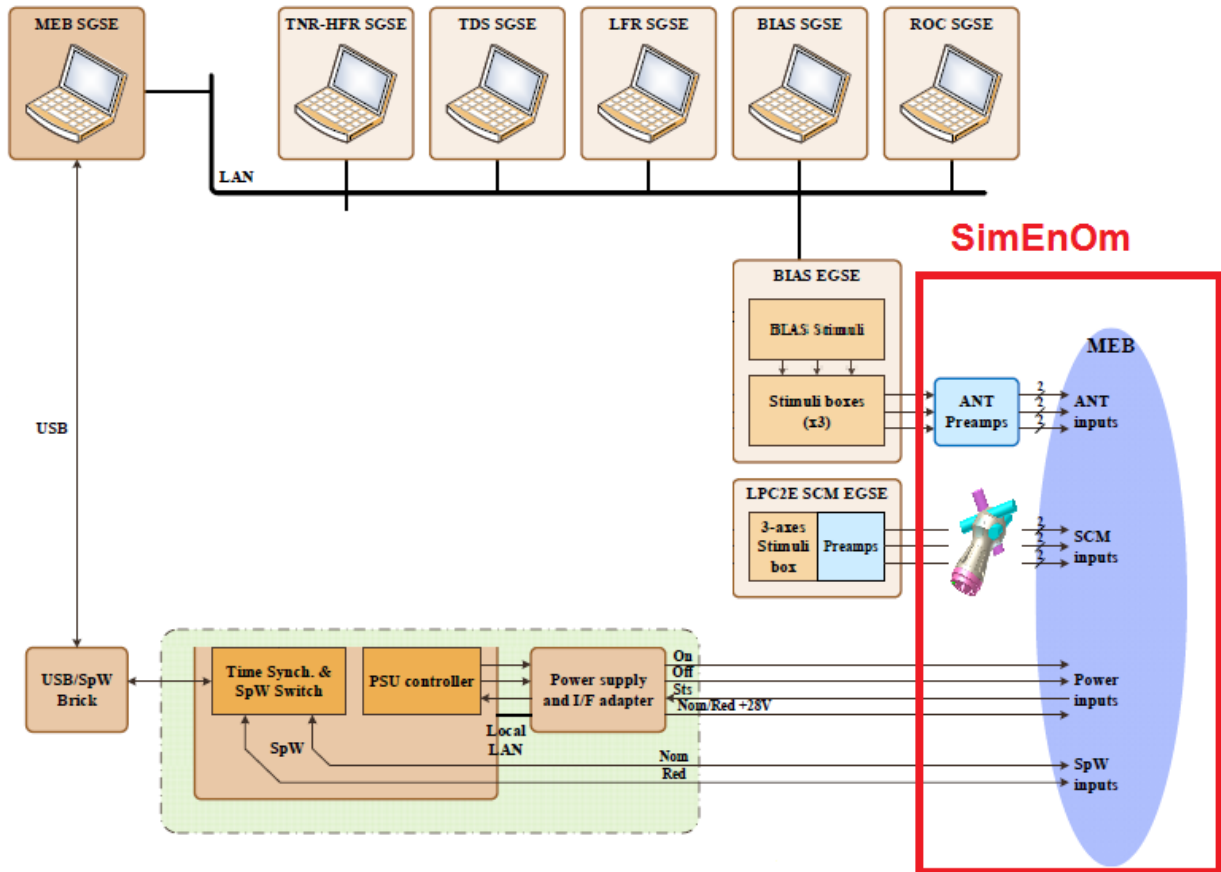 MEB SGSE
TNR-HFR SGSE
TDS SGSE
LFR SGSE
BIAS SGSE
ROC SGSE
LAN
SimEnOm
BIAS EGSE
BIAS Stimuli
MEB
Stimuli boxes
(x3)
ANT
Preamps
2
2
2
ANT
inputs
USB
LPC2E SCM EGSE
3-axes
Stimuli
box
Preamps
2
2
2
SCM
inputs
USB/SpW
Brick
Time Synch. &
SpW Switch
PSU controller
Power supply
and I/F adapter
On
Off
Sts
Nom/Red +28V
Power
inputs
Local
LAN
SpW
Nom
Red
SpW
inputs